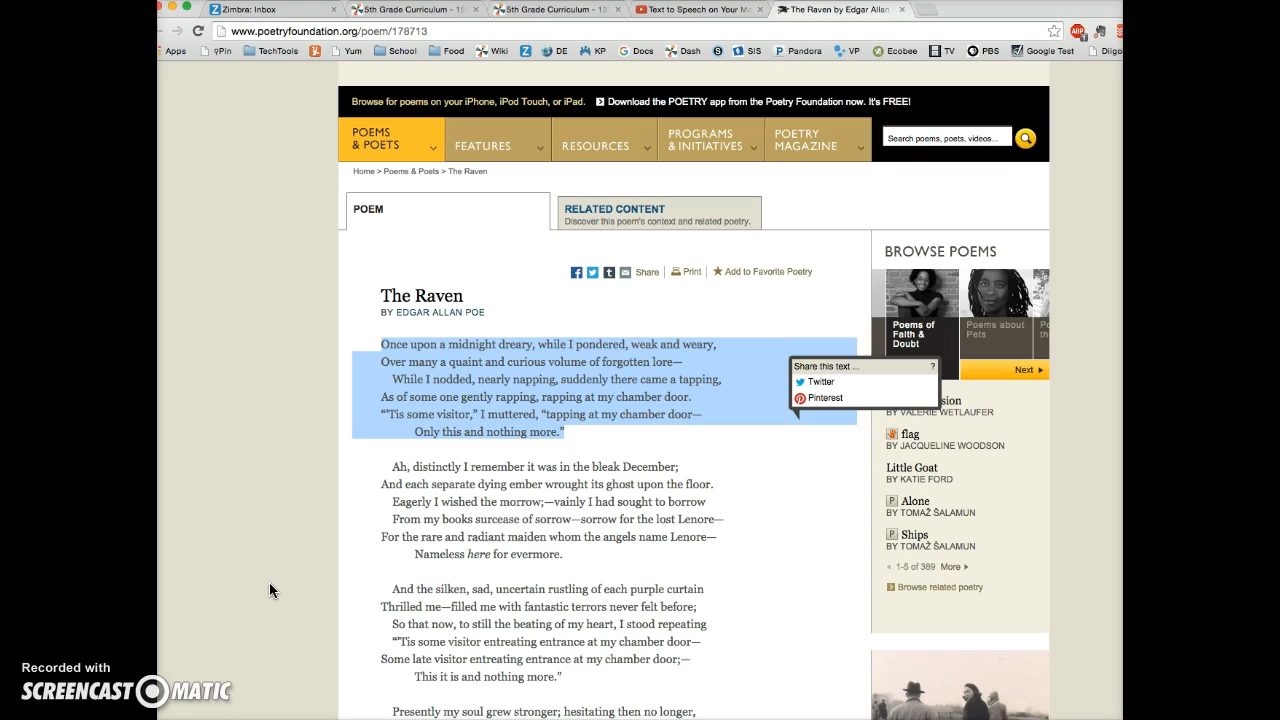 Zimbra: Inbox
5th Grade Curriculum - 15
5th Grade Curriculum - 13
Text to Speech on Your Ma
The Raven by Edgar Allan
www.poetryfoundation.org/poem/178713
Apps
9Pin
TechTools
Yum
School
Food
Wiki
DE
KP
Docs
Dash
SIS
Pandora
VP
Ecobee
TV
PBS
Google Test
Diigo
Browse for poems on your iPhone, iPod Touch, or iPad. Download the POETRY app from the Poetry Foundation now. It's FREE!
POEMS
& POETS
FEATURES
RESOURCES
PROGRAMS
& INITIATIVES
POETRY
MAGAZINE
Search poems, poets, videos...
Home > Poems & Poets > The Raven
POEM
RELATED CONTENT
Discover this poem's context and related poetry.
Share
Print
Add to Favorite Poetry
The Raven
BY EDGAR ALLAN POE
Once upon a midnight dreary, while I pondered, weak and weary,
Over many a quaint and curious volume of forgotten lore—
While I nodded, nearly napping, suddenly there came a tapping,
As of some one gently rapping, rapping at my chamber door.
“’Tis some visitor,” I muttered, “tapping at my chamber door—
Only this and nothing more.”
Ah, distinctly I remember it was in the bleak December;
And each separate dying ember wrought its ghost upon the floor.
Eagerly I wished the morrow;—vainly I had sought to borrow
From my books surcease of sorrow—sorrow for the lost Lenore—
For the rare and radiant maiden whom the angels name Lenore—
Nameless here for evermore.
And the silken, sad, uncertain rustling of each purple curtain
Thrilled me—filled me with fantastic terrors never felt before;
So that now, to still the beating of my heart, I stood repeating
“’Tis some visitor entreating entrance at my chamber door—
Some late visitor entreating entrance at my chamber door;—
This it is and nothing more.”
Presently my soul grew stronger; hesitating then no longer,
Share this text ...
?
Twitter
Pinterest
BROWSE POEMS
Poems of
Faith &
Doubt
Poems about
Pets
Next
BY VALERIE WETLAUFER
flag
BY JACQUELINE WOODSON
Little Goat
BY KATIE FORD
Alone
BY TOMAŽ ŠALAMUN
Ships
BY TOMAŽ ŠALAMUN
1-5 of 389 More
Browse related poetry
Recorded with
SCREENCAST O MATIC